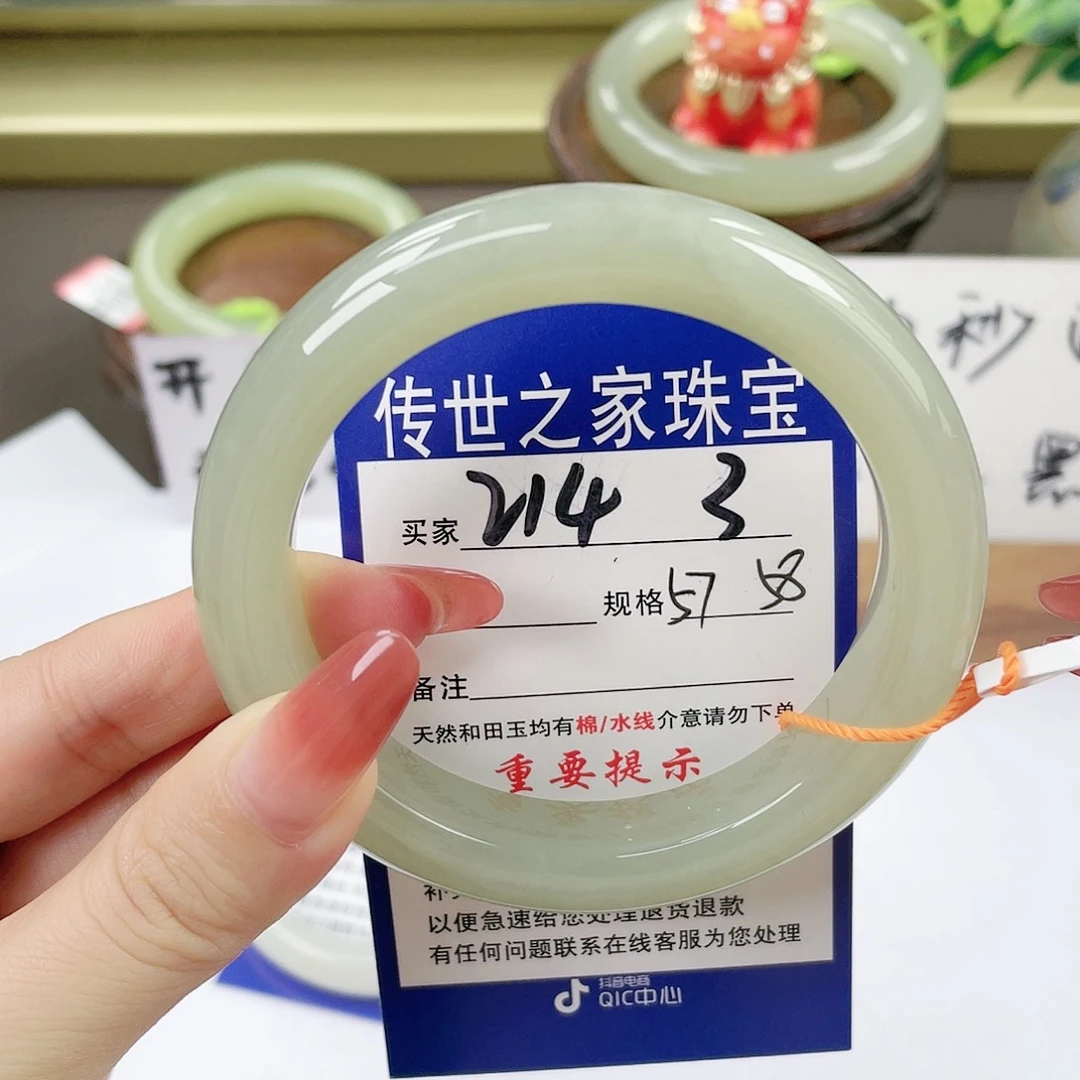 传世之家珠宝
买家 214 3
规格 57 58
备注
天然和田玉均有棉/水线介意请勿下单
重要提示
以便急速给您处理退货退款
有任何问题联系在线客服为您处理
抖音电商
QIC中心
开
秒
黑